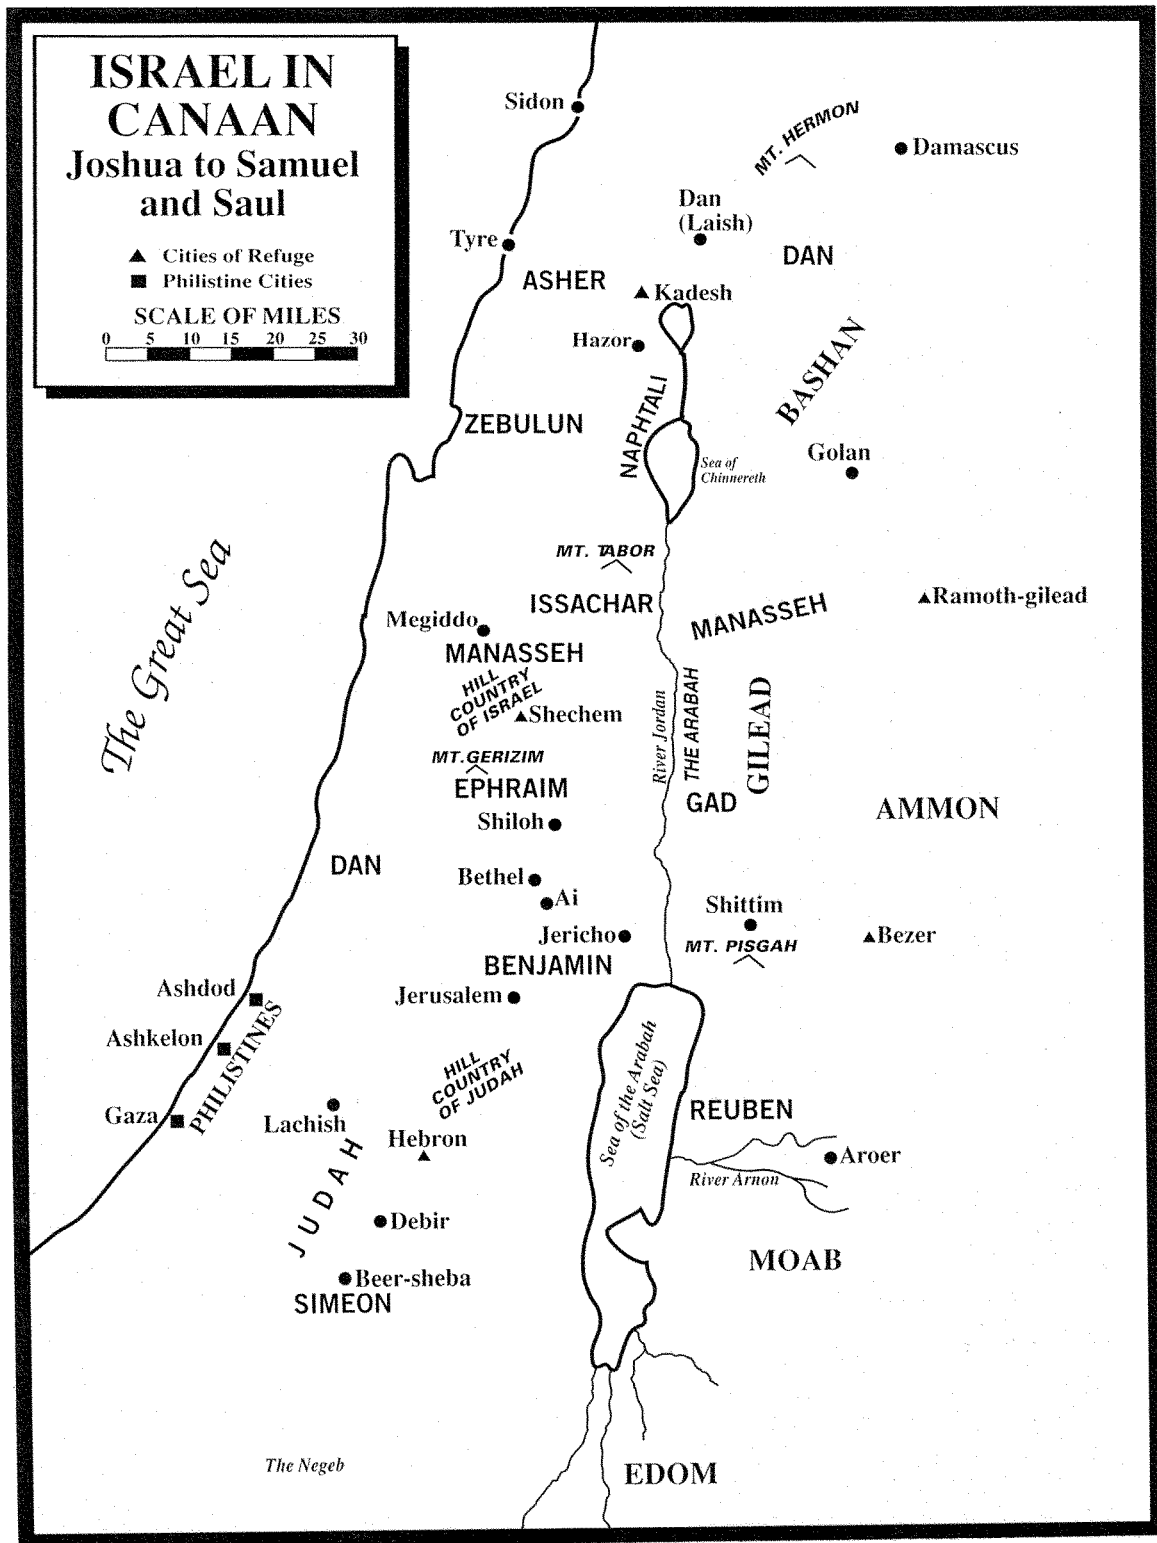 ISRAEL IN
CANAAN
Joshua to Samuel
and Saul
Cities of Refuge
Philistine Cities
SCALE OF MILES
0 5 10 15 20 25 30
Sidon
MT. HERMON
Damascus
Dan
(Laish)
Tyre
DAN
ASHER
Kadesh
Hazor
BASHAN
NAPHTALI
ZEBULUN
Golan
Sea of
Chinnereth
The Great Sea
MT. TABOR
ISSACHAR
MANASSEH
Ramoth-gilead
Megiddo
MANASSEH
HILL
COUNTRY
OF ISRAEL
Shechem
River Jordan
THE ARABAH
GILEAD
MT. GERIZIM
EPHRAIM
GAD
AMMON
Shiloh
DAN
Bethel
Ai
Shittim
Jericho
MT. PISGAH
Bezer
BENJAMIN
Ashdod
Jerusalem
Ashkelon
PHILISTINES
HILL
COUNTRY
OF JUDAH
Sea of the Arabah
(Salt Sea)
Gaza
Lachish
REUBEN
Hebron
Aroer
River Arnon
JUDAH
Debir
MOAB
Beer-sheba
SIMEON
The Negeb
EDOM